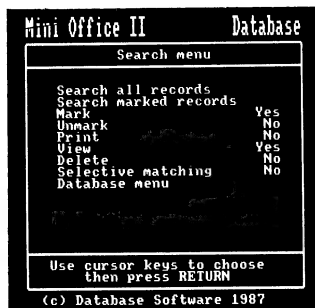 Mini Office II Database
Search menu
Search all records
Search marked records
Mark Yes
Unmark No
Print No
View Yes
Delete No
Selective matching No
Database menu
Use cursor keys to choose
then press RETURN
(c) Database Software 1987